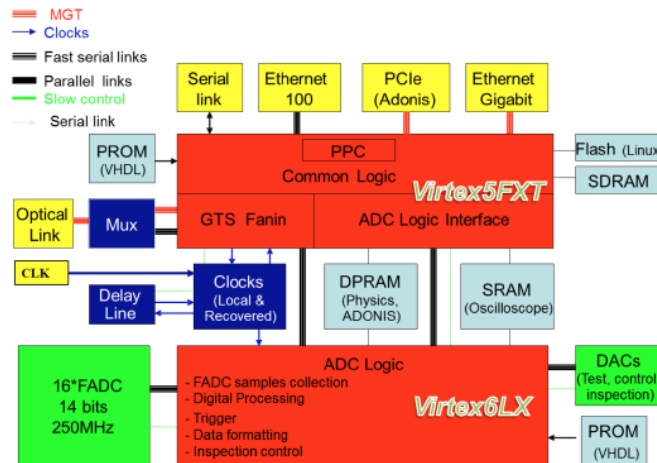 MGT
Clocks
Fast serial links
Parallel links
Slow control
Serial link
Serial
link
Ethernet
100
PCIe
(Adonis)
Ethernet
Gigabit
PROM
(VHDL)
PPC
Common Logic
Virtex5FXT
Flash (Linux)
SDRAM
Optical
Link
Mux
GTS Fanin
ADC Logic Interface
CLK
Delay
Line
Clocks
(Local &
Recovered)
DPRAM
(Physics,
ADONIS)
SRAM
(Oscilloscope)
16*FADC
14 bits
250MHz
ADC Logic
- FADC samples collection
- Digital Processing
- Trigger
- Data formatting
- Inspection control
Virtex6LX
DACs
(Test, control
inspection)
PROM
(VHDL)